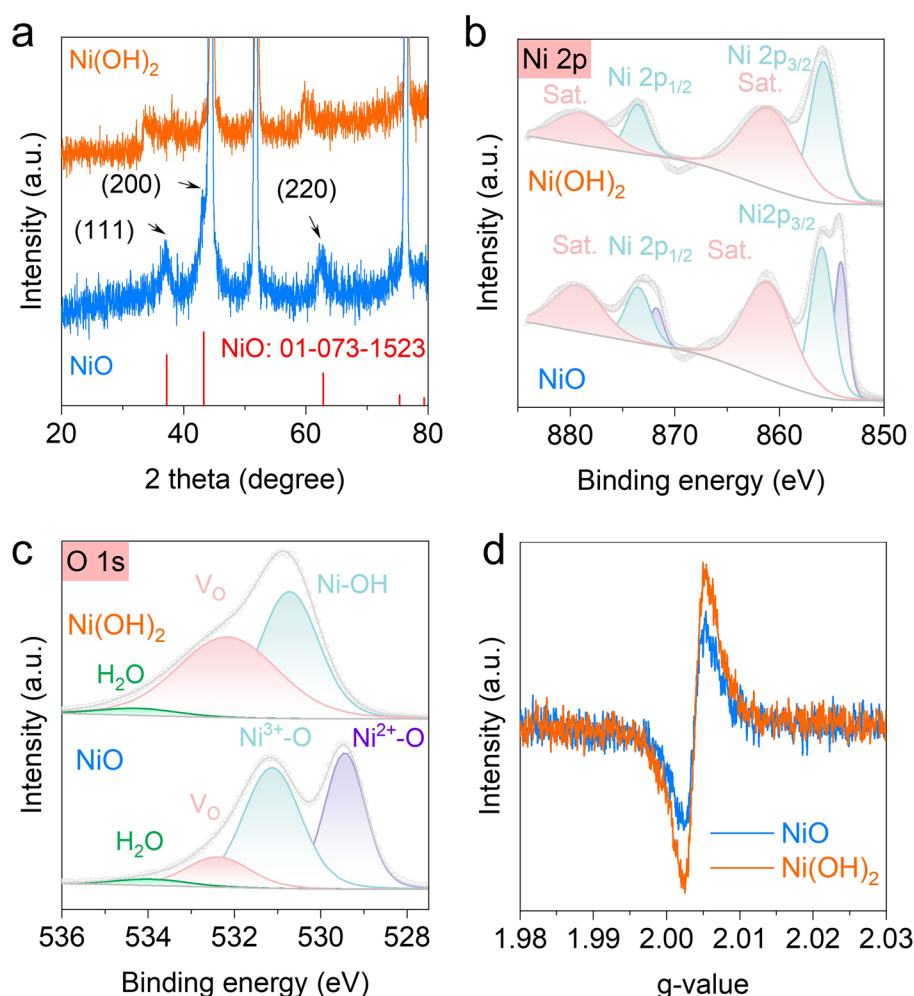 a
Ni(OH)₂
(200)
(220)
(111)
NiO
NiO: 01-073-1523
Intensity (a.u.)
20 40 60 80
2 theta (degree)
b
Ni 2p
Ni 2p₃/₂
Ni 2p₁/₂
Sat.
Sat.
Ni(OH)₂
Ni2p₃/₂
Sat.
Ni 2p₁/₂
Sat.
NiO
Intensity (a.u.)
880 870 860 850
Binding energy (eV)
c
O 1s
V_O
Ni-OH
Ni(OH)₂
H₂O
Ni³⁺-O
Ni²⁺-O
NiO
V_O
H₂O
Intensity (a.u.)
536 534 532 530 528
Binding energy (eV)
d
Intensity (a.u.)
NiO
Ni(OH)₂
1.98 1.99 2.00 2.01 2.02 2.03
g-value